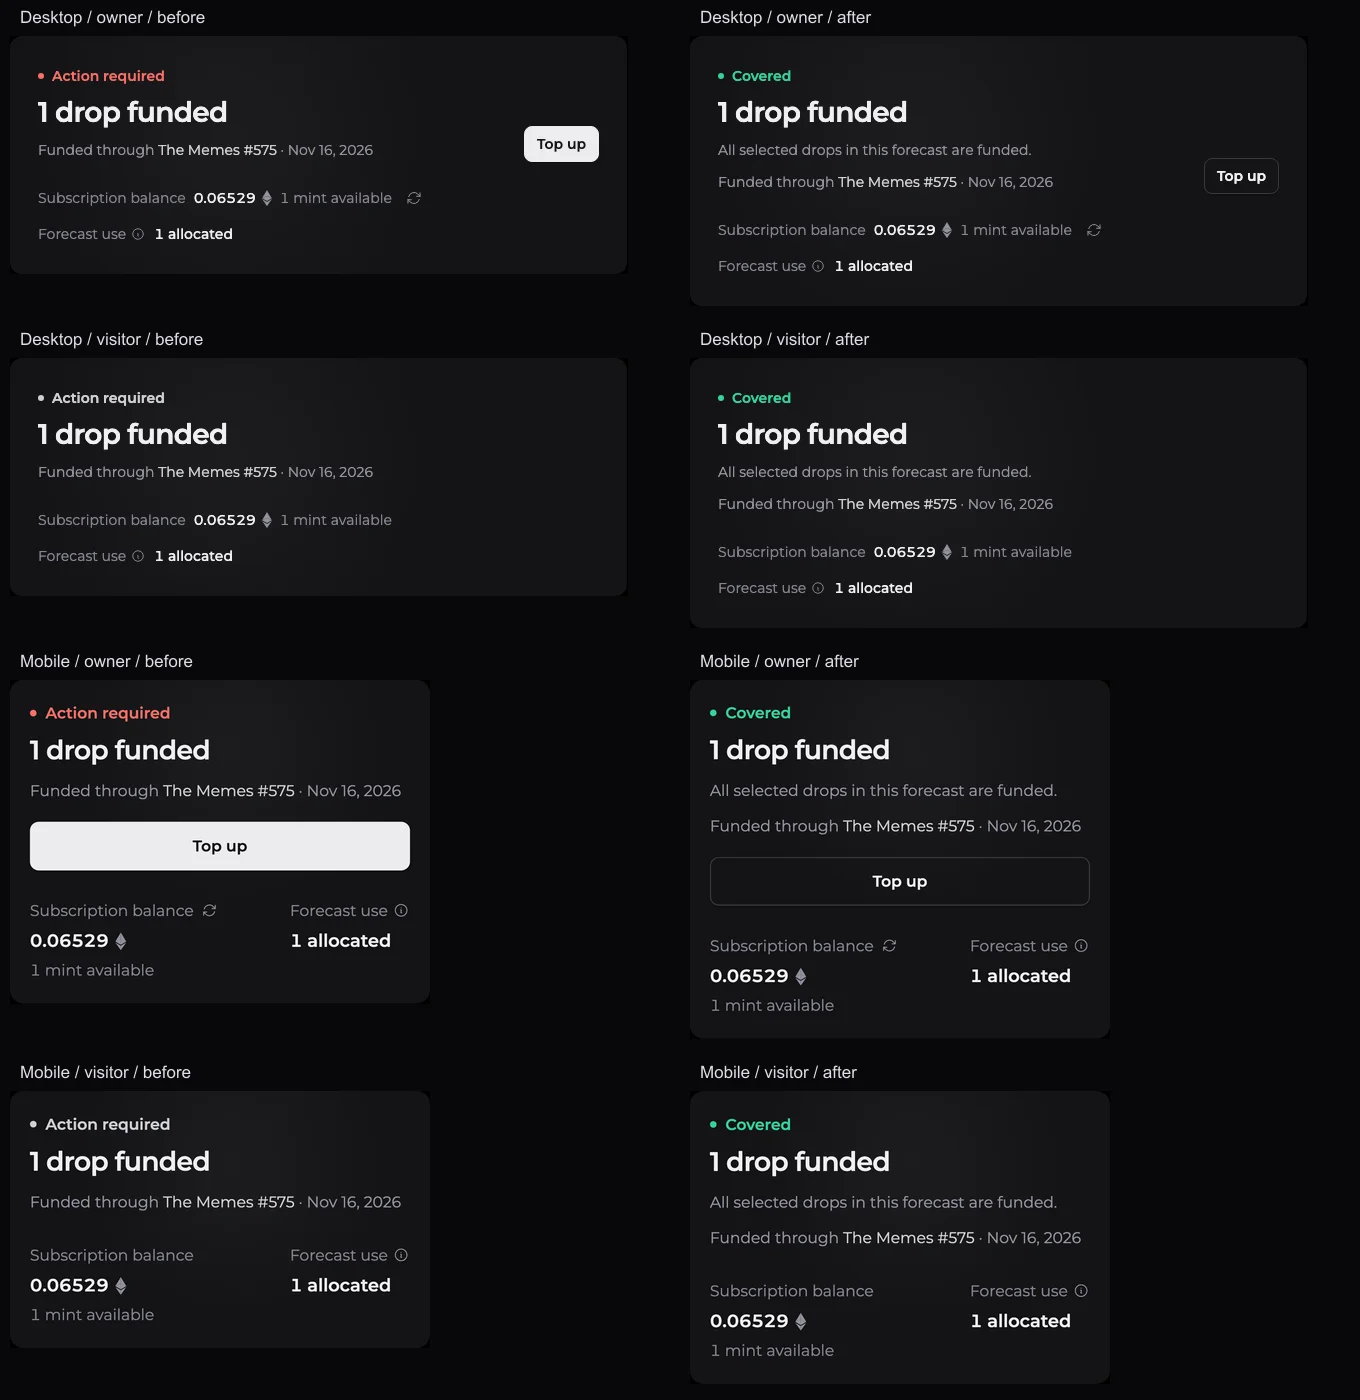 Desktop / owner / before
Action required
1 drop funded
Funded through The Memes #575 · Nov 16, 2026
Top up
Subscription balance 0.06529 1 mint available
Forecast use 1 allocated
Desktop / owner / after
Covered
1 drop funded
All selected drops in this forecast are funded.
Funded through The Memes #575 · Nov 16, 2026
Top up
Subscription balance 0.06529 1 mint available
Forecast use 1 allocated
Desktop / visitor / before
Action required
1 drop funded
Funded through The Memes #575 · Nov 16, 2026
Subscription balance 0.06529 1 mint available
Forecast use 1 allocated
Desktop / visitor / after
Covered
1 drop funded
All selected drops in this forecast are funded.
Funded through The Memes #575 · Nov 16, 2026
Subscription balance 0.06529 1 mint available
Forecast use 1 allocated
Mobile / owner / before
Action required
1 drop funded
Funded through The Memes #575 · Nov 16, 2026
Top up
Subscription balance
0.06529
1 mint available
Forecast use
1 allocated
Mobile / owner / after
Covered
1 drop funded
All selected drops in this forecast are funded.
Funded through The Memes #575 · Nov 16, 2026
Top up
Subscription balance
0.06529
1 mint available
Forecast use
1 allocated
Mobile / visitor / before
Action required
1 drop funded
Funded through The Memes #575 · Nov 16, 2026
Subscription balance
0.06529
1 mint available
Forecast use
1 allocated
Mobile / visitor / after
Covered
1 drop funded
All selected drops in this forecast are funded.
Funded through The Memes #575 · Nov 16, 2026
Subscription balance
0.06529
1 mint available
Forecast use
1 allocated